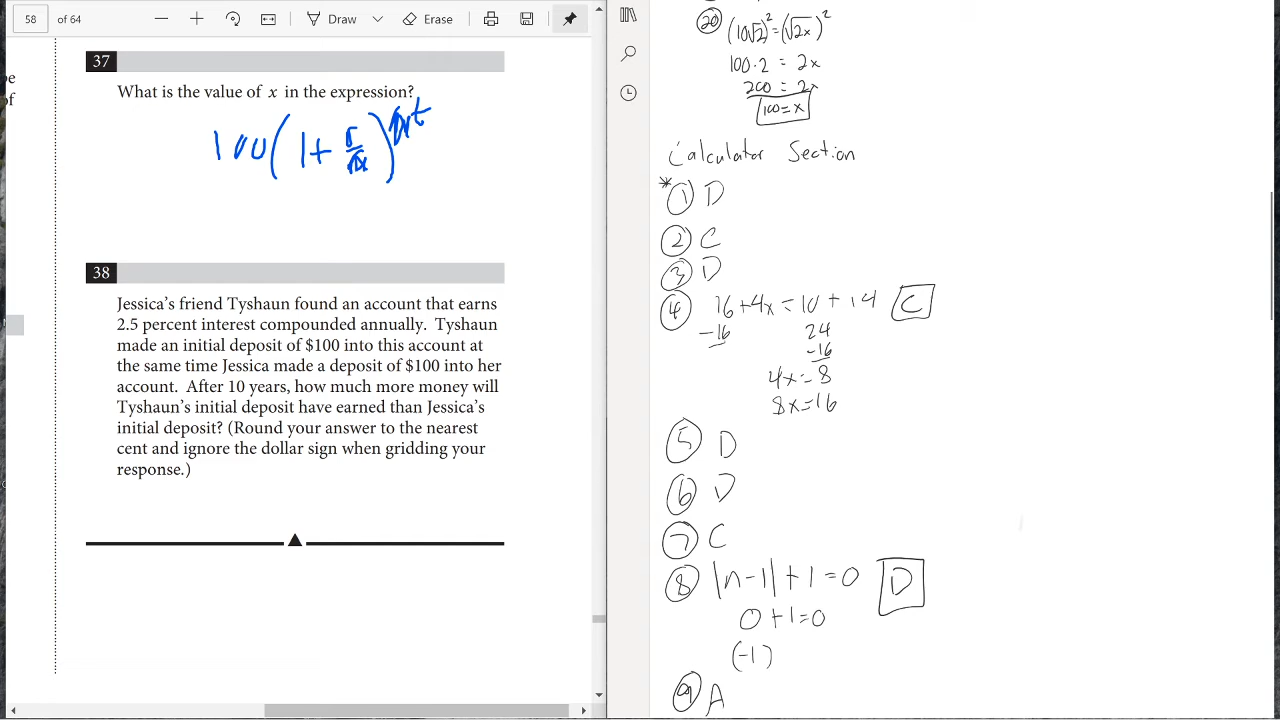 58 of 64 Draw Erase
37
What is the value of x in the expression?
100(1 +
38
Jessica's friend Tyshaun found an account that earns
2.5 percent interest compounded annually. Tyshaun
made an initial deposit of $100 into this account at
the same time Jessica made a deposit of $100 into her
account. After 10 years, how much more money will
Tyshaun's initial deposit have earned than Jessica's
initial deposit? (Round your answer to the nearest
cent and ignore the dollar sign when gridding your
response.)
be
of
20 (10√2)² = (√2x)²
100·2 = 2x
200 = 2x
100 = x
Calculator Section
* 1 D
2 C
3 D
4 16 + 4x = 10 + 14 C
-16 24
-16
4x = 8
8x = 16
5 D
6 D
7 C
8 |n - 1| + 1 = 0 D
0 + 1 = 0
(-1)
9 A